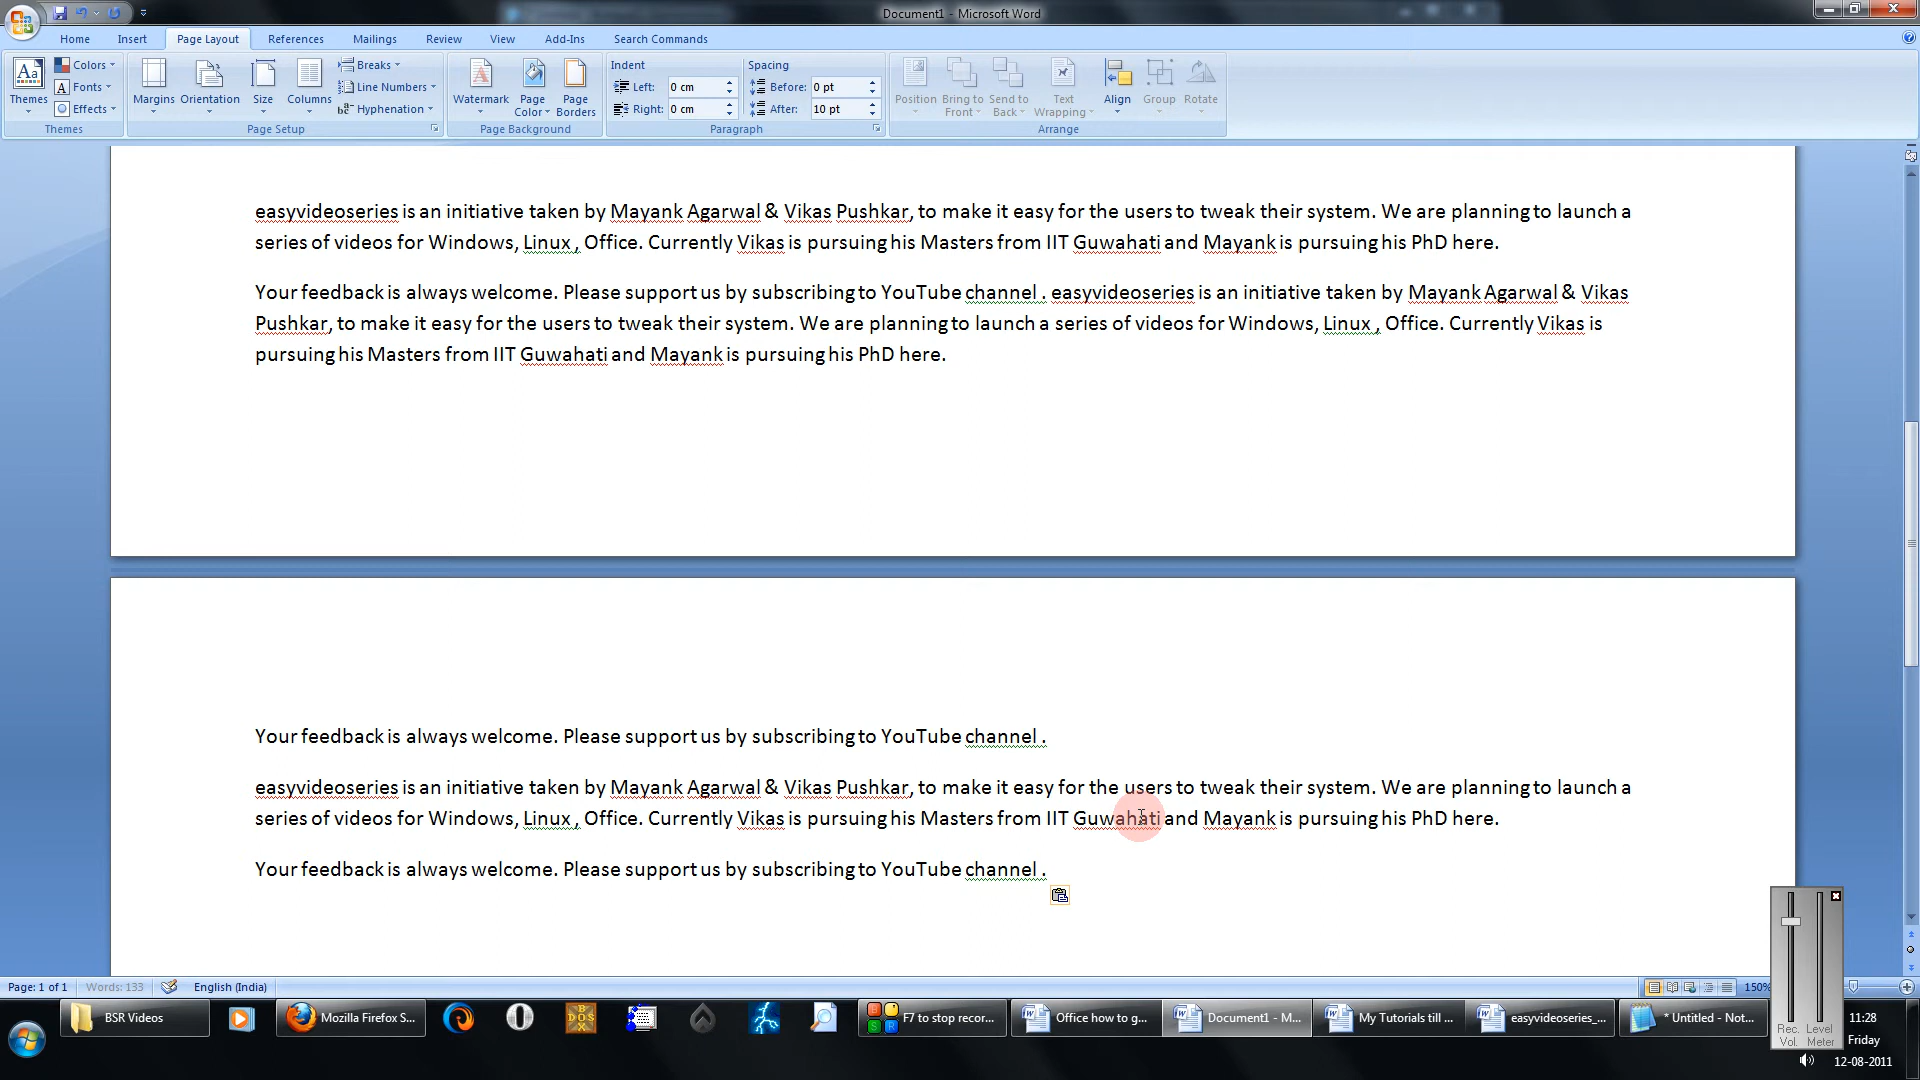 Document1 - Microsoft Word
Home Insert Page Layout References Mailings Review View Add-Ins Search Commands
Themes Colors Fonts Effects
Margins Orientation Size Columns Breaks Line Numbers Hyphenation
Watermark Page Color Page Borders
Indent Spacing
Left: 0 cm Before: 0 pt
Right: 0 cm After: 10 pt
Position Bring to Front Send to Back Text Wrapping Align Group Rotate
Themes Page Setup Page Background Paragraph Arrange
easyvideoseries is an initiative taken by Mayank Agarwal & Vikas Pushkar, to make it easy for the users to tweak their system. We are planning to launch a
series of videos for Windows, Linux , Office. Currently Vikas is pursuing his Masters from IIT Guwahati and Mayank is pursuing his PhD here.
Your feedback is always welcome. Please support us by subscribing to YouTube channel . easyvideoseries is an initiative taken by Mayank Agarwal & Vikas
Pushkar, to make it easy for the users to tweak their system. We are planning to launch a series of videos for Windows, Linux , Office. Currently Vikas is
pursuing his Masters from IIT Guwahati and Mayank is pursuing his PhD here.
Your feedback is always welcome. Please support us by subscribing to YouTube channel .
easyvideoseries is an initiative taken by Mayank Agarwal & Vikas Pushkar, to make it easy for the users to tweak their system. We are planning to launch a
series of videos for Windows, Linux , Office. Currently Vikas is pursuing his Masters from IIT Guwahati and Mayank is pursuing his PhD here.
Your feedback is always welcome. Please support us by subscribing to YouTube channel .
Page: 1 of 1 Words: 133 English (India) 150%
BSR Videos Mozilla Firefox S... F7 to stop recor... Office how to g... Document1 - M... My Tutorials till ... easyvideoseries_... * Untitled - Not...
Rec. Level
Vol. Meter
11:28
Friday
12-08-2011